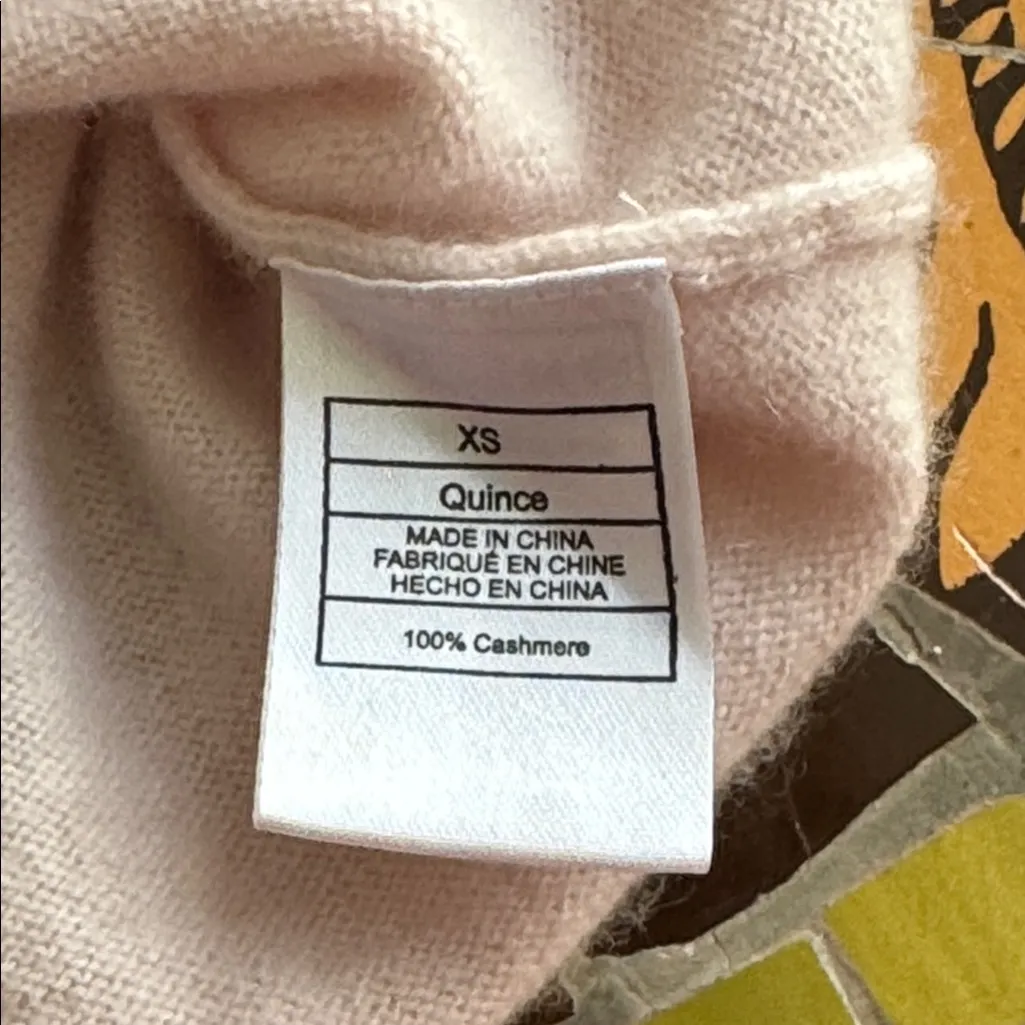 XS
Quince
MADE IN CHINA
FABRIQUÉ EN CHINE
HECHO EN CHINA
100% Cashmere